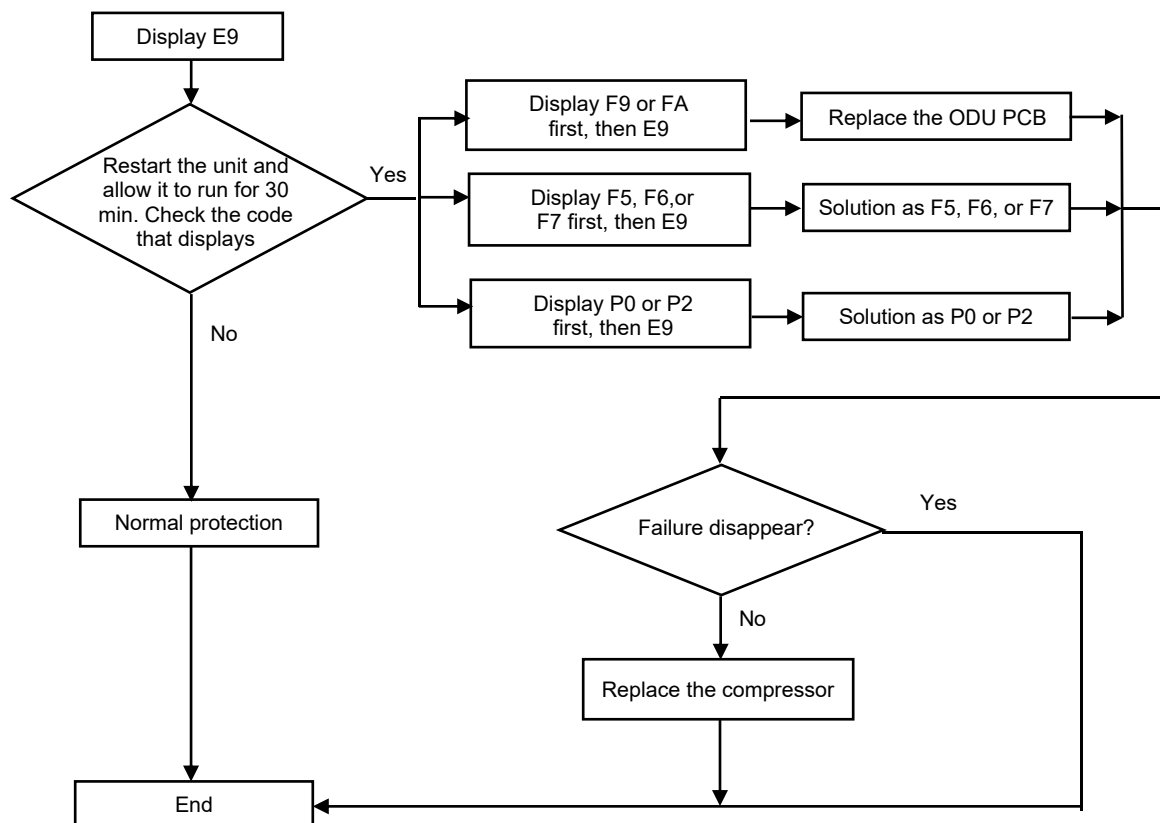 Display E9
Restart the unit and
allow it to run for 30
min. Check the code
that displays
Yes
No
Display F9 or FA
first, then E9
Replace the ODU PCB
Display F5, F6,or
F7 first, then E9
Solution as F5, F6, or F7
Display P0 or P2
first, then E9
Solution as P0 or P2
Normal protection
Failure disappear?
Yes
No
Replace the compressor
End